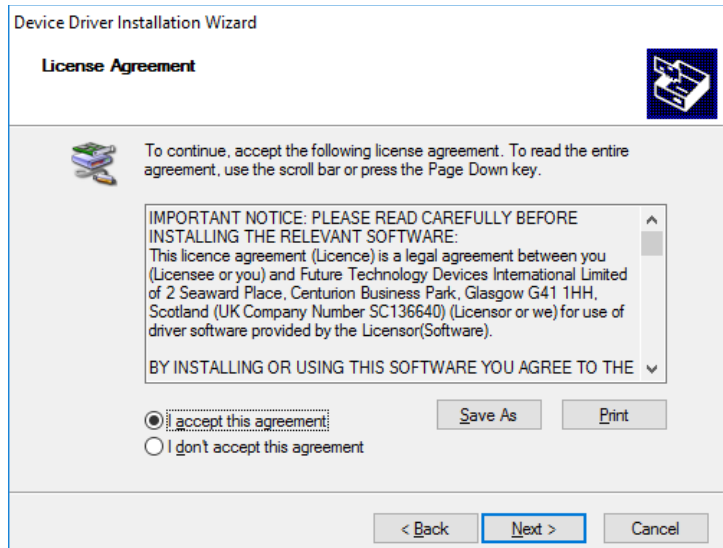 Device Driver Installation Wizard
License Agreement
To continue, accept the following license agreement. To read the entire
agreement, use the scroll bar or press the Page Down key.
IMPORTANT NOTICE: PLEASE READ CAREFULLY BEFORE
INSTALLING THE RELEVANT SOFTWARE:
This licence agreement (Licence) is a legal agreement between you
(Licensee or you) and Future Technology Devices International Limited
of 2 Seaward Place, Centurion Business Park, Glasgow G41 1HH,
Scotland (UK Company Number SC136640) (Licensor or we) for use of
driver software provided by the Licensor(Software).
BY INSTALLING OR USING THIS SOFTWARE YOU AGREE TO THE
I accept this agreement
Save As
Print
I don't accept this agreement
< Back
Next >
Cancel